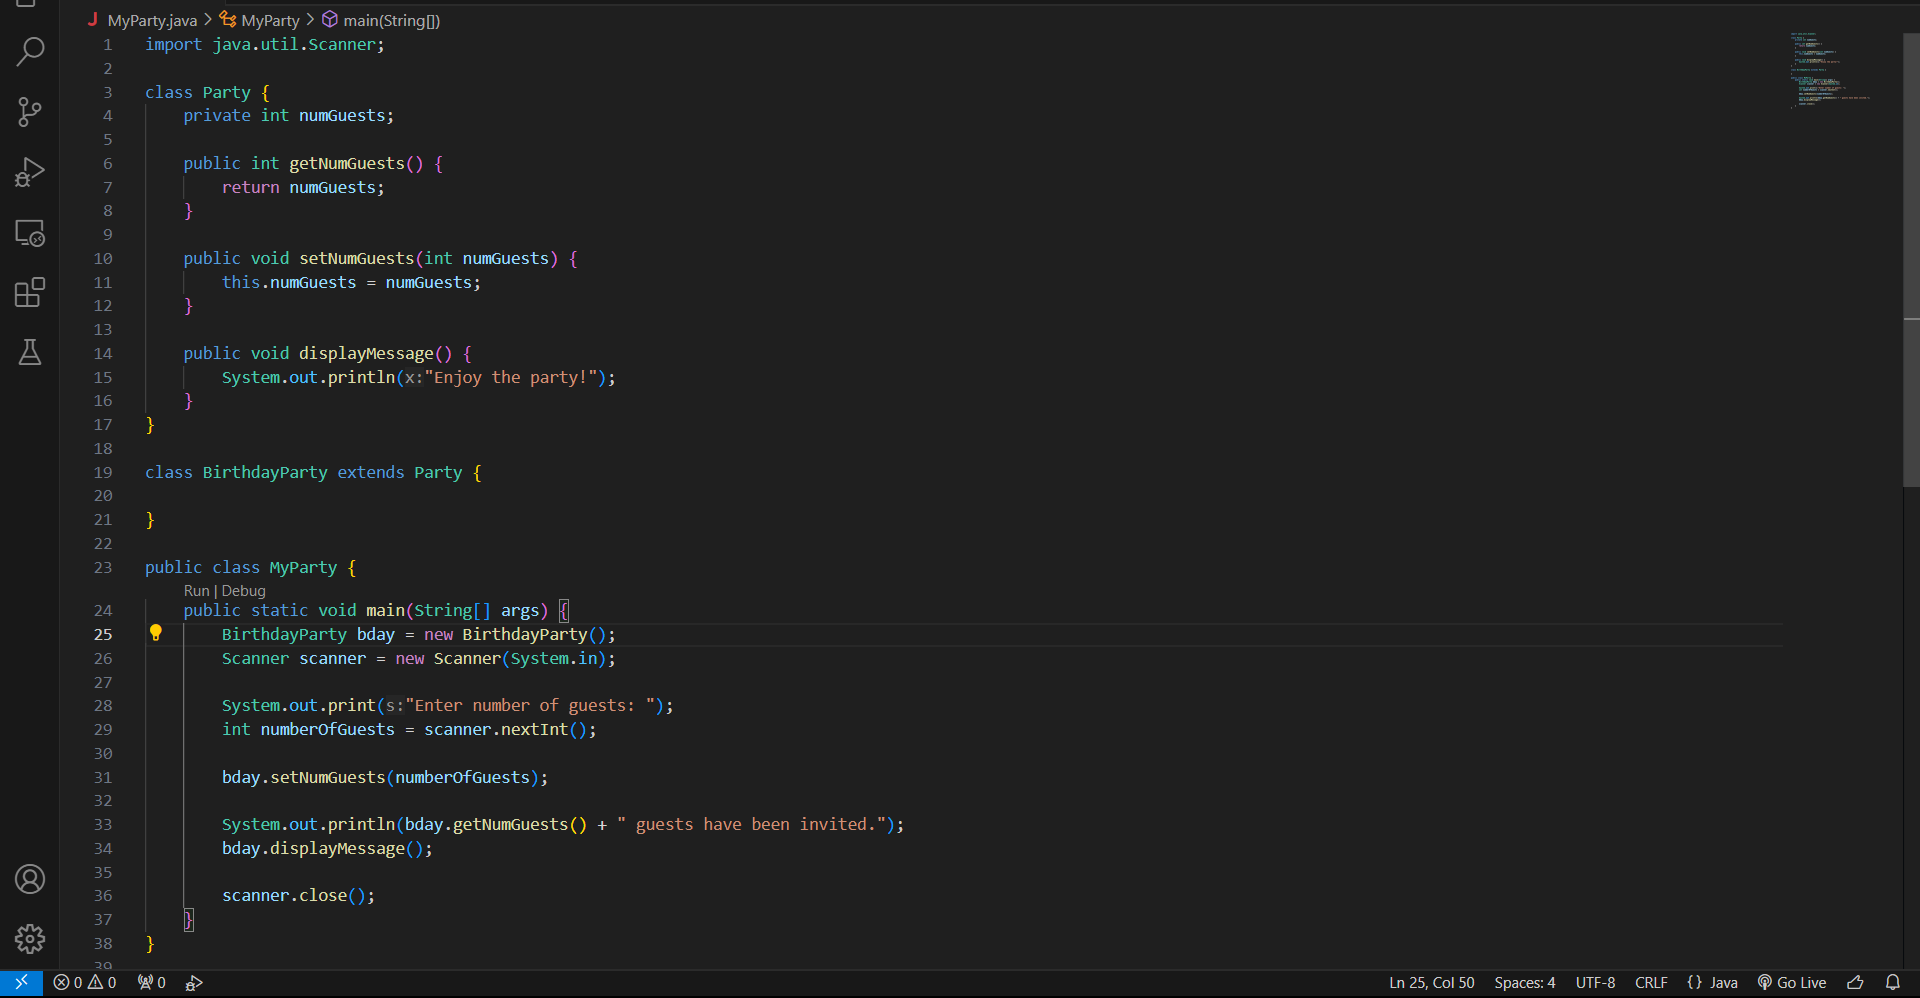 MyParty.java > MyParty > main(String[])
1 import java.util.Scanner;
2
3 class Party {
4 private int numGuests;
5
6 public int getNumGuests() {
7 return numGuests;
8 }
9
10 public void setNumGuests(int numGuests) {
11 this.numGuests = numGuests;
12 }
13
14 public void displayMessage() {
15 System.out.println(x:"Enjoy the party!");
16 }
17 }
18
19 class BirthdayParty extends Party {
20
21 }
22
23 public class MyParty {
Run | Debug
24 public static void main(String[] args) {
25 BirthdayParty bday = new BirthdayParty();
26 Scanner scanner = new Scanner(System.in);
27
28 System.out.print(s:"Enter number of guests: ");
29 int numberOfGuests = scanner.nextInt();
30
31 bday.setNumGuests(numberOfGuests);
32
33 System.out.println(bday.getNumGuests() + " guests have been invited.");
34 bday.displayMessage();
35
36 scanner.close();
37 }
38 }
39
0 0 0 Ln 25, Col 50 Spaces: 4 UTF-8 CRLF {} Java Go Live